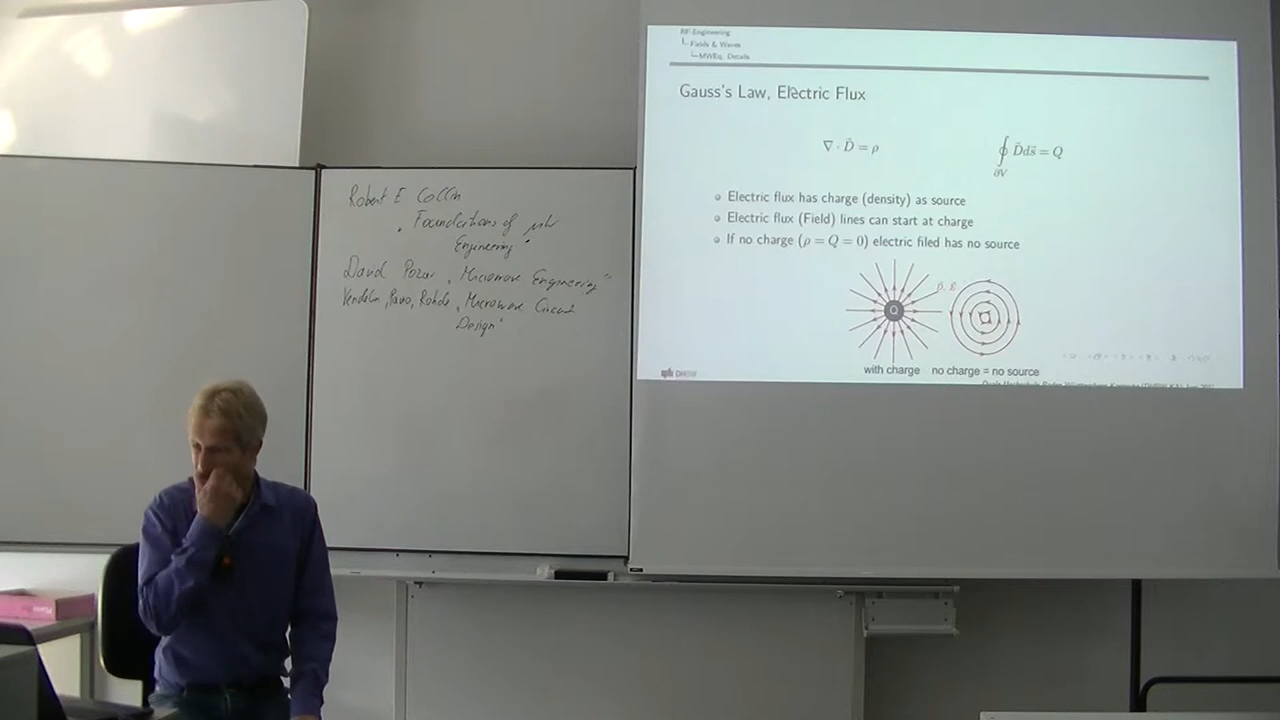 Robert E Collin
„Foundations of
Engineering"
David Pozar „Microwave Engineering"
Vendelin, Pavio, Rohde „Microwave Circuit
Design"
RF-Engineering
Fields & Waves
MWEq. Details
Gauss's Law, Electric Flux
∇ · D⃗ = ρ
∮ D⃗ds⃗ = Q
∂V
Electric flux has charge (density) as source
Electric flux (Field) lines can start at charge
If no charge (ρ = Q = 0) electric filed has no source
Q
D⃗, E⃗
with charge no charge = no source
DHBW